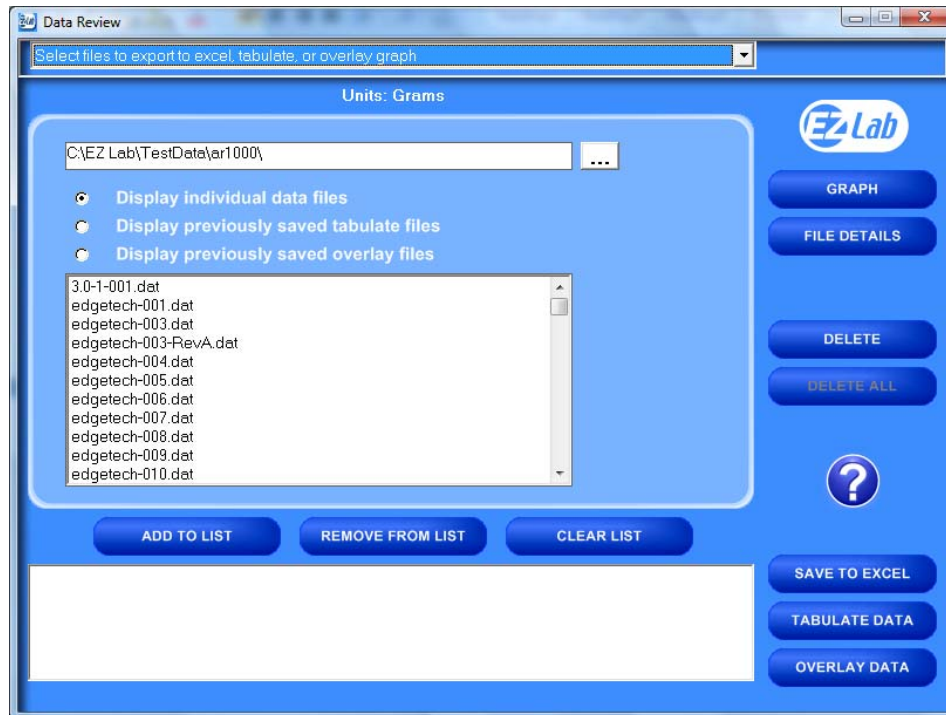 Data Review
Select files to export to excel, tabulate, or overlay graph
Units: Grams
EZ Lab
C:\EZ Lab\TestData\ar1000\
...
Display individual data files
Display previously saved tabulate files
Display previously saved overlay files
3.0-1-001.dat
edgetech-001.dat
edgetech-003.dat
edgetech-003-RevA.dat
edgetech-004.dat
edgetech-005.dat
edgetech-006.dat
edgetech-007.dat
edgetech-008.dat
edgetech-009.dat
edgetech-010.dat
GRAPH
FILE DETAILS
DELETE
DELETE ALL
?
ADD TO LIST
REMOVE FROM LIST
CLEAR LIST
SAVE TO EXCEL
TABULATE DATA
OVERLAY DATA